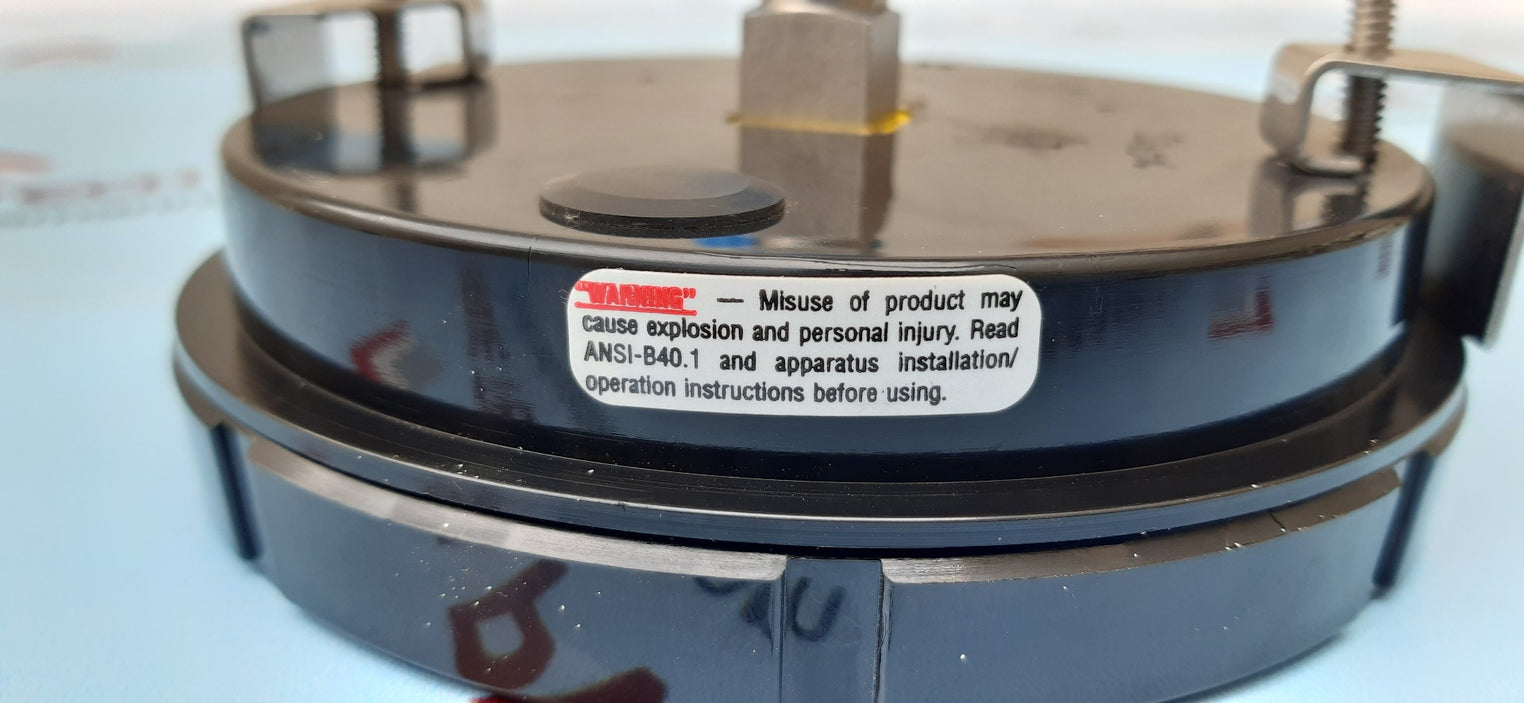 "WARNING" — Misuse of product may
cause explosion and personal injury. Read
ANSI-B40.1 and apparatus installation/
operation instructions before using.